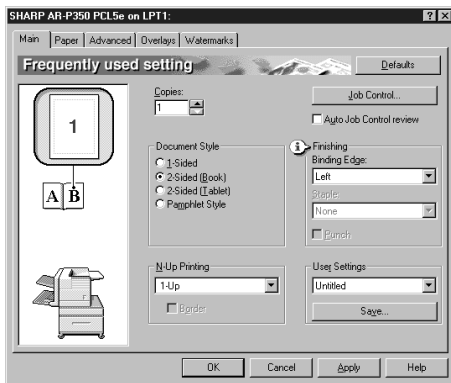 SHARP AR-P350 PCL5e on LPT1:
Main
Paper
Advanced
Overlays
Watermarks
Frequently used setting
Defaults
1
A B
Copies:
1
Job Control...
Auto Job Control review
Document Style
1-Sided
2-Sided (Book)
2-Sided (Tablet)
Pamphlet Style
Finishing
Binding Edge:
Left
Staple:
None
Punch
N-Up Printing
1-Up
Border
User Settings
Untitled
Save...
OK
Cancel
Apply
Help